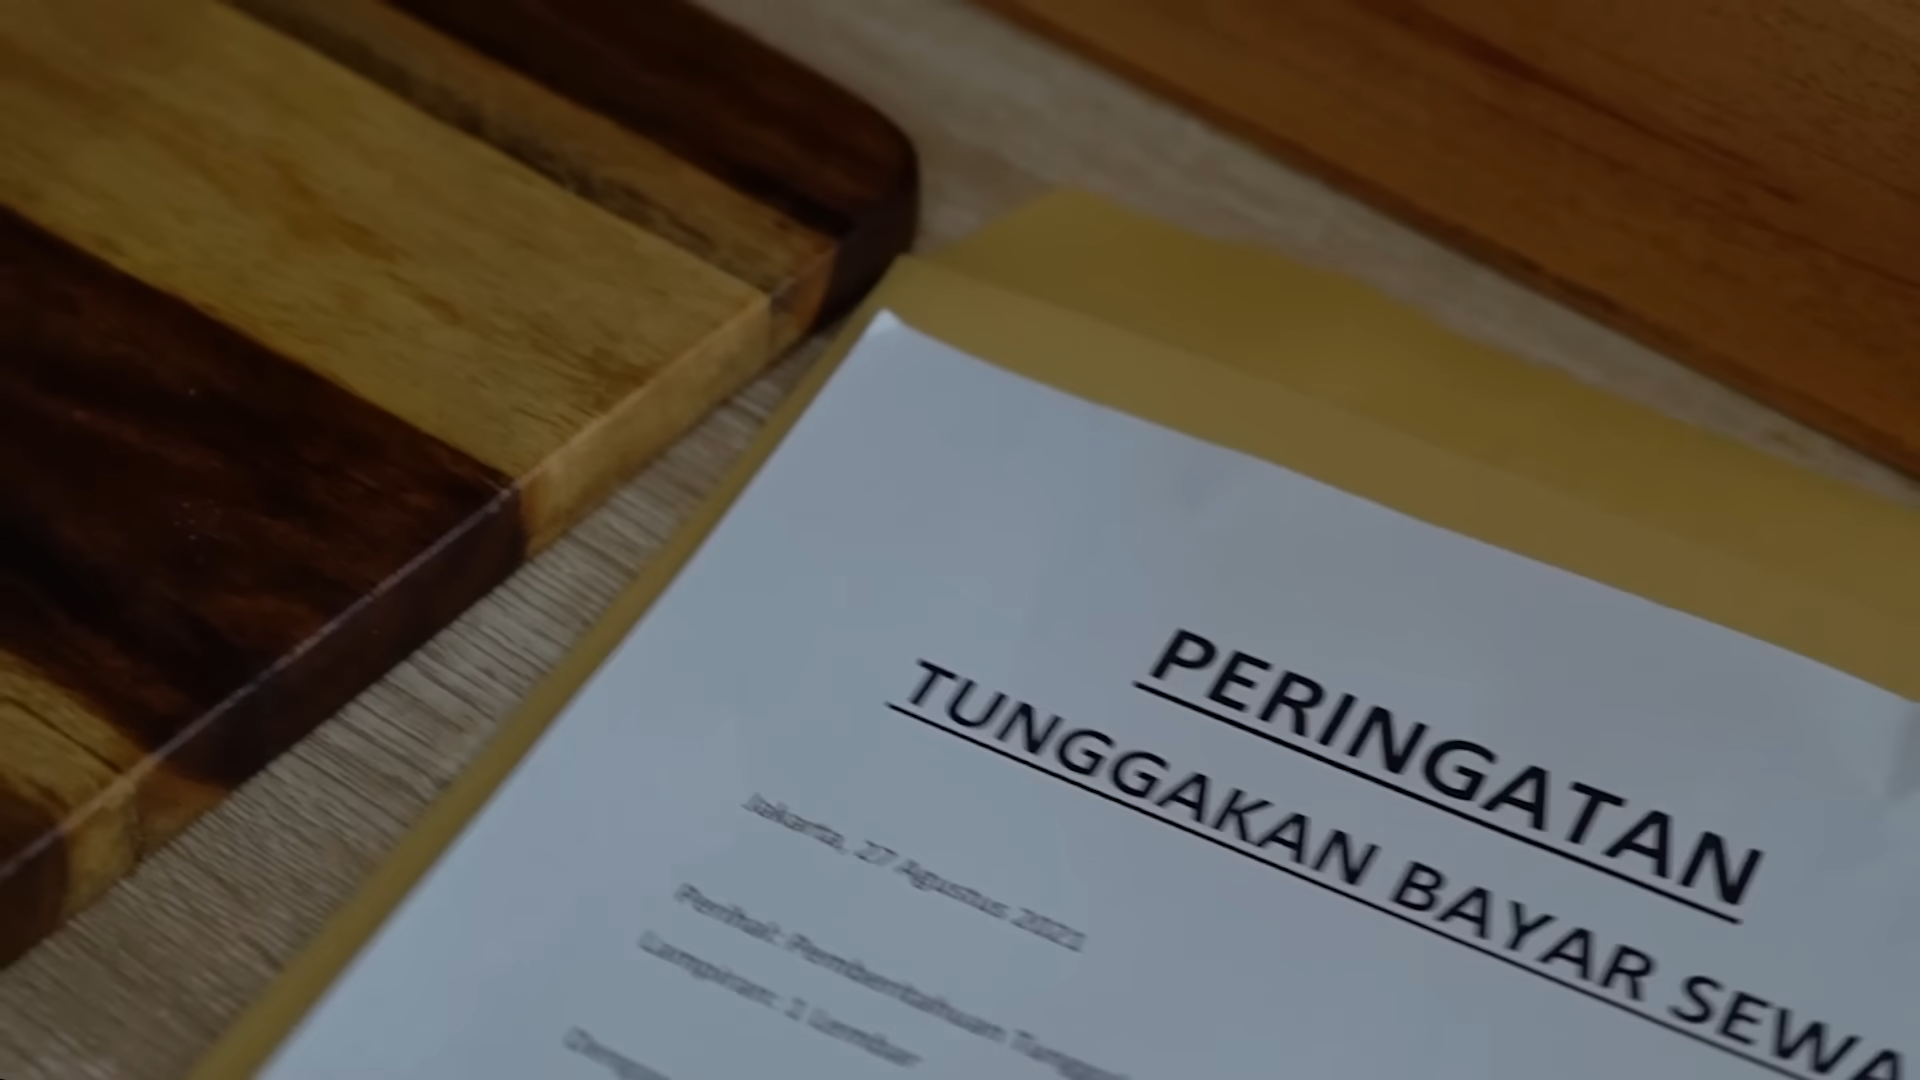 PERINGATAN
TUNGGAKAN BAYAR SEWA
Jakarta, 27 Agustus 2021
Perihal: Pemberitahuan
Lampiran: 1 Lembar